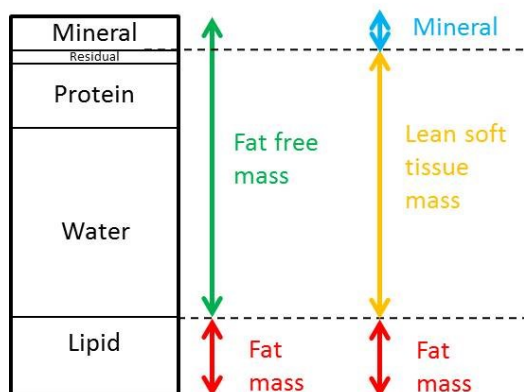 Mineral
Residual
Protein
Water
Lipid
Fat free
mass
Fat
mass
Mineral
Lean soft
tissue
mass
Fat
mass